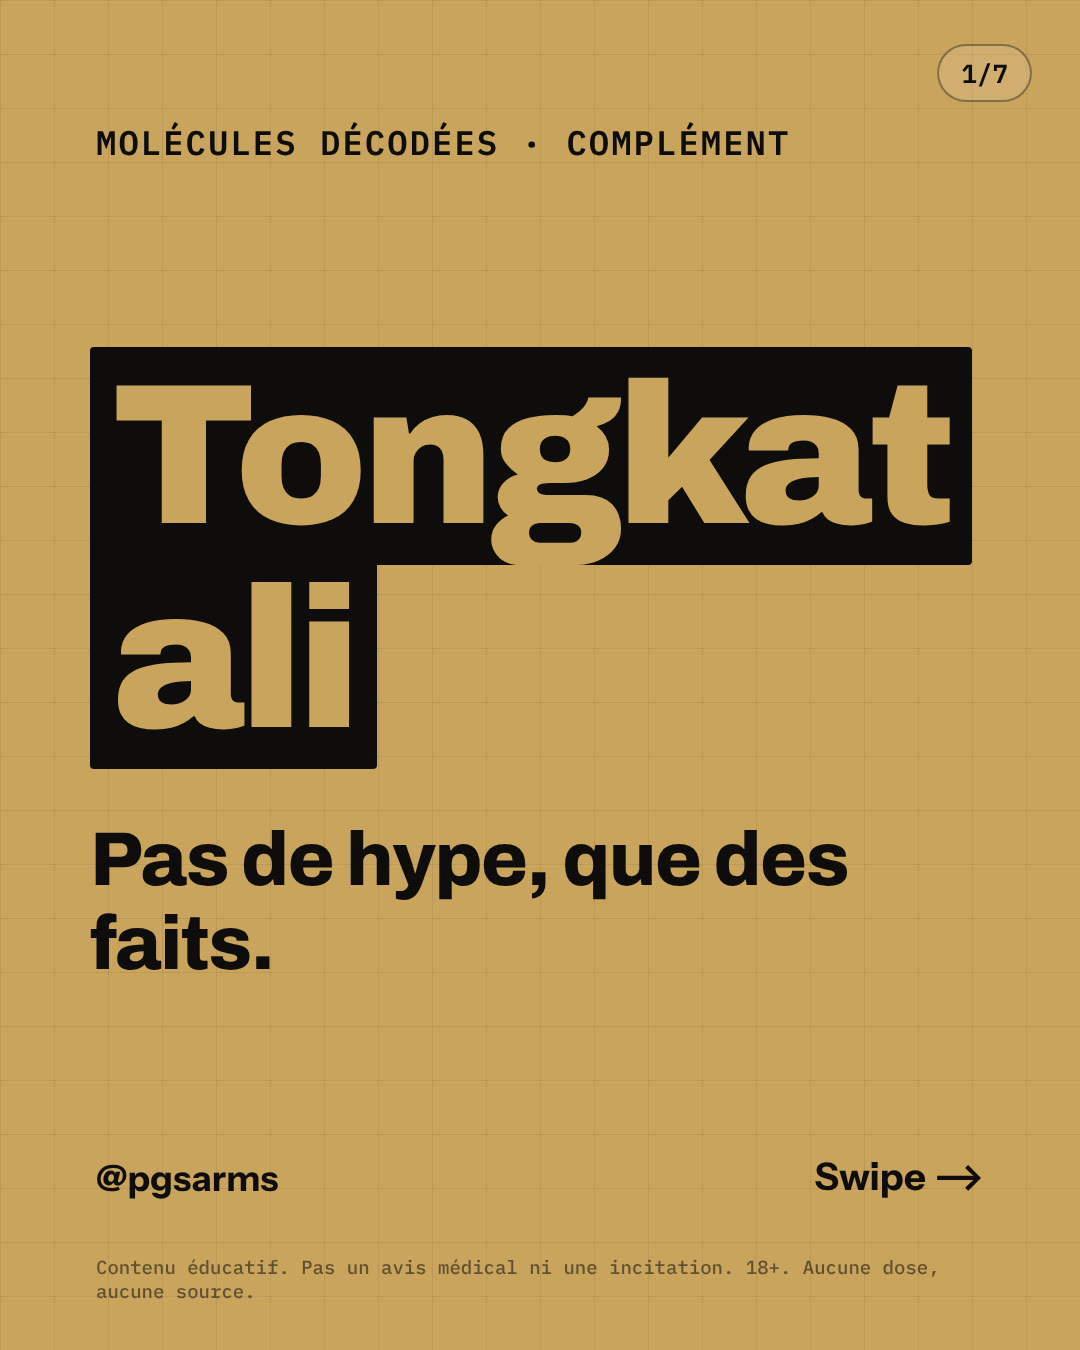 1/7
MOLÉCULES DÉCODÉES · COMPLÉMENT
Tongkat
ali
Pas de hype, que des
faits.
@pgsarms
Swipe →
Contenu éducatif. Pas un avis médical ni une incitation. 18+. Aucune dose,
aucune source.